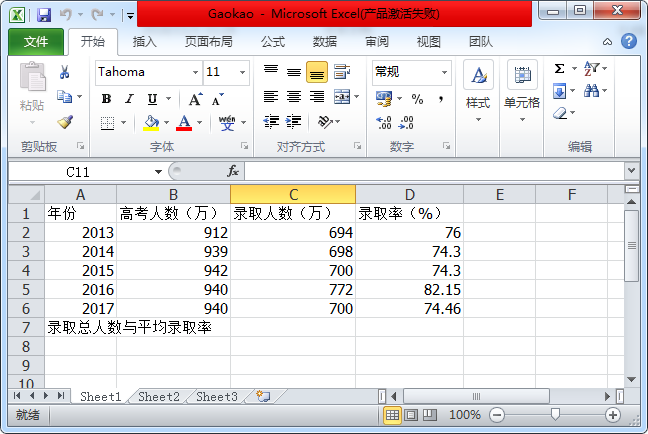 Gaokao - Microsoft Excel(产品激活失败)
文件 开始 插入 页面布局 公式 数据 审阅 视图 团队
粘贴 Tahoma 11 常规 样式 单元格 Σ
B I U A A % ,
A wén 文
剪贴板 字体 对齐方式 数字 编辑
C11 fx
A B C D E F
1 年份 高考人数（万） 录取人数（万） 录取率（%）
2 2013 912 694 76
3 2014 939 698 74.3
4 2015 942 700 74.3
5 2016 940 772 82.15
6 2017 940 700 74.46
7 录取总人数与平均录取率
8
9
10
Sheet1 Sheet2 Sheet3
就绪 100%